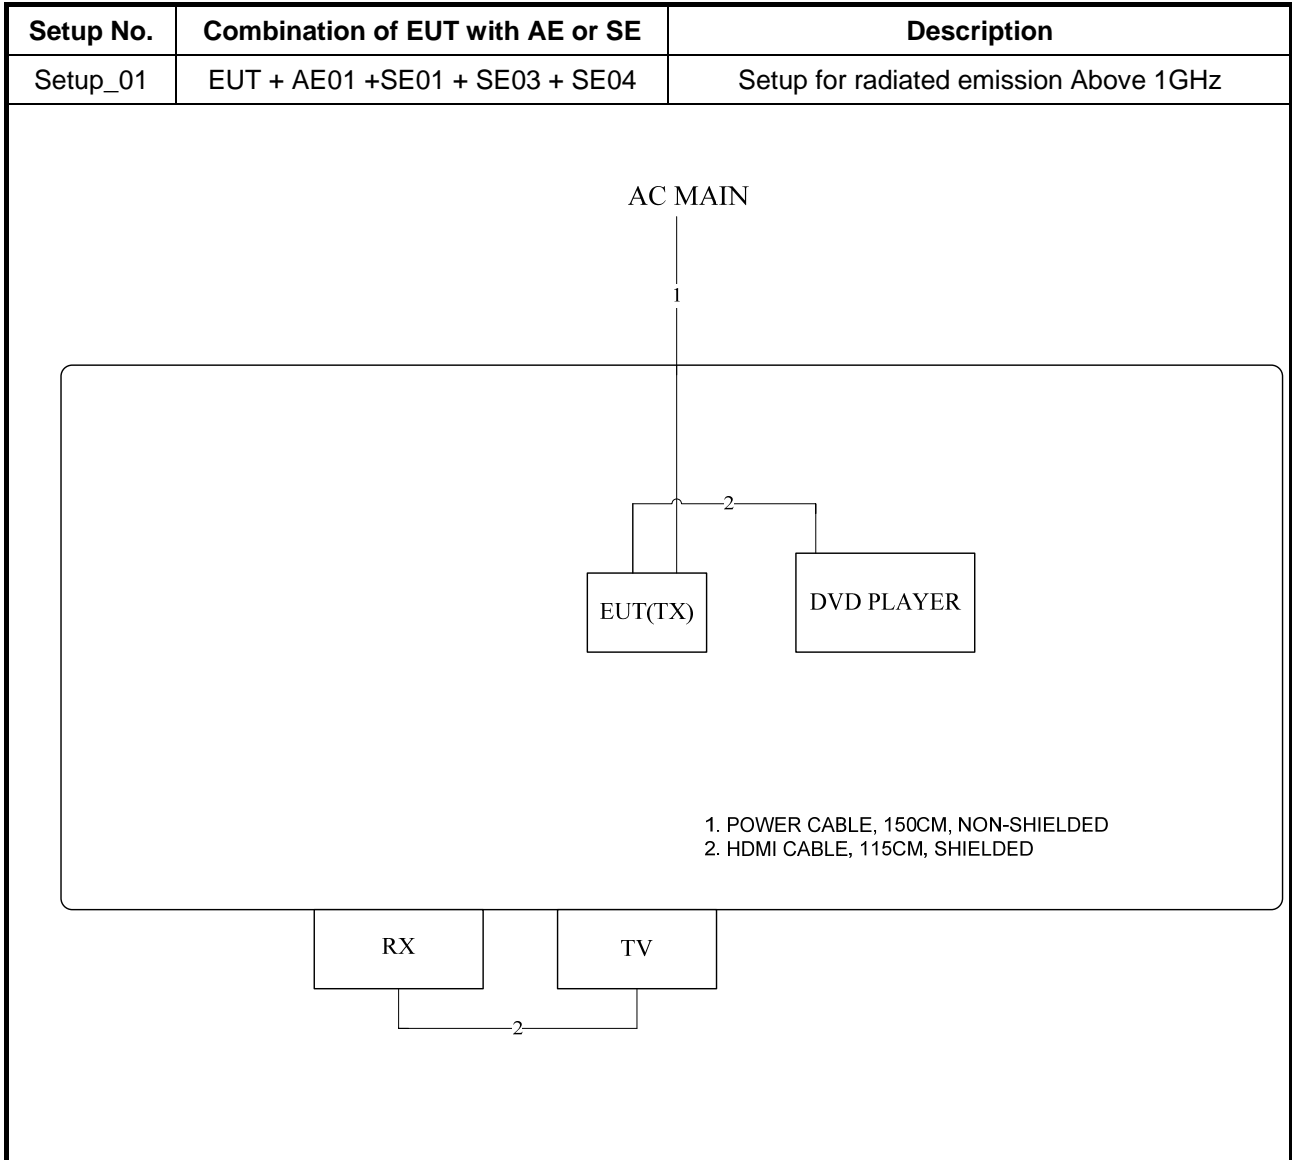 Setup No. Combination of EUT with AE or SE Description
Setup_01 EUT + AE01 +SE01 + SE03 + SE04 Setup for radiated emission Above 1GHz
AC MAIN
1
2
EUT(TX) DVD PLAYER
1. POWER CABLE, 150CM, NON-SHIELDED
2. HDMI CABLE, 115CM, SHIELDED
RX TV
2